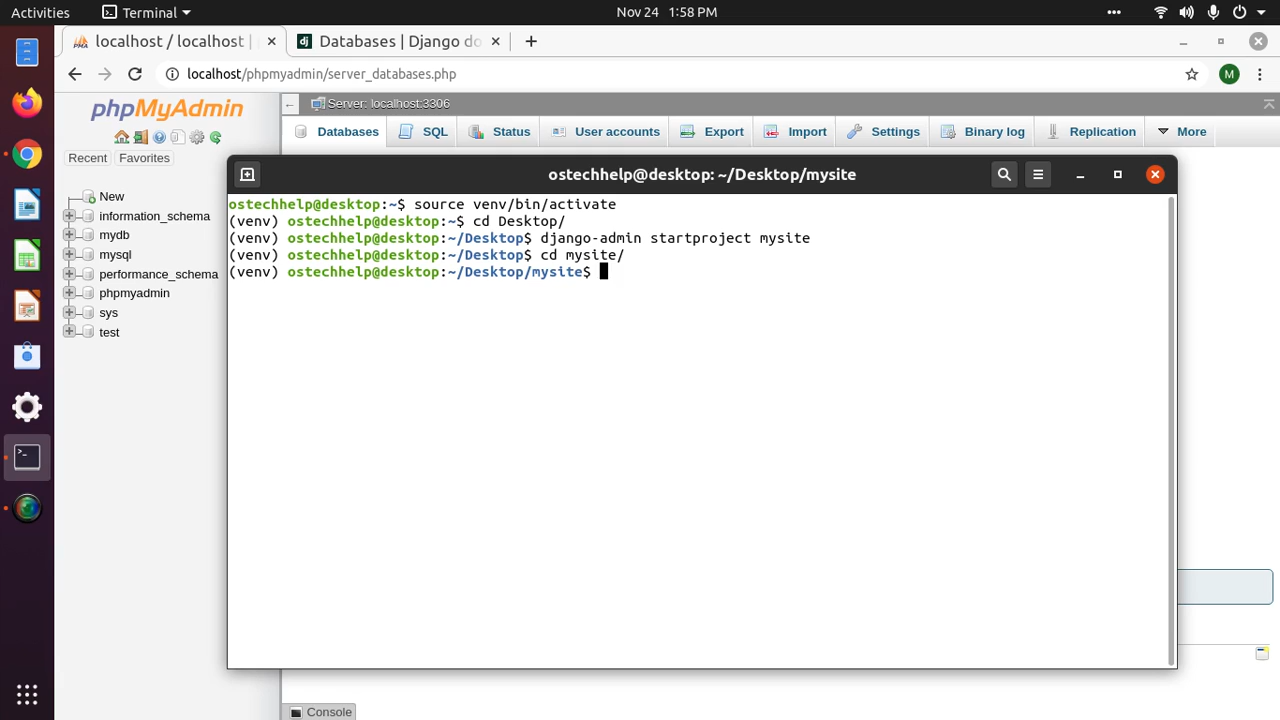 Activities Terminal Nov 24 1:58 PM
localhost / localhost | Databases | Django do
localhost/phpmyadmin/server_databases.php M
phpMyAdmin
Server: localhost:3306
Databases SQL Status User accounts Export Import Settings Binary log Replication More
Recent Favorites
New
information_schema
mydb
mysql
performance_schema
phpmyadmin
sys
test
ostechhelp@desktop: ~/Desktop/mysite
ostechhelp@desktop:~$ source venv/bin/activate
(venv) ostechhelp@desktop:~$ cd Desktop/
(venv) ostechhelp@desktop:~/Desktop$ django-admin startproject mysite
(venv) ostechhelp@desktop:~/Desktop$ cd mysite/
(venv) ostechhelp@desktop:~/Desktop/mysite$
Console